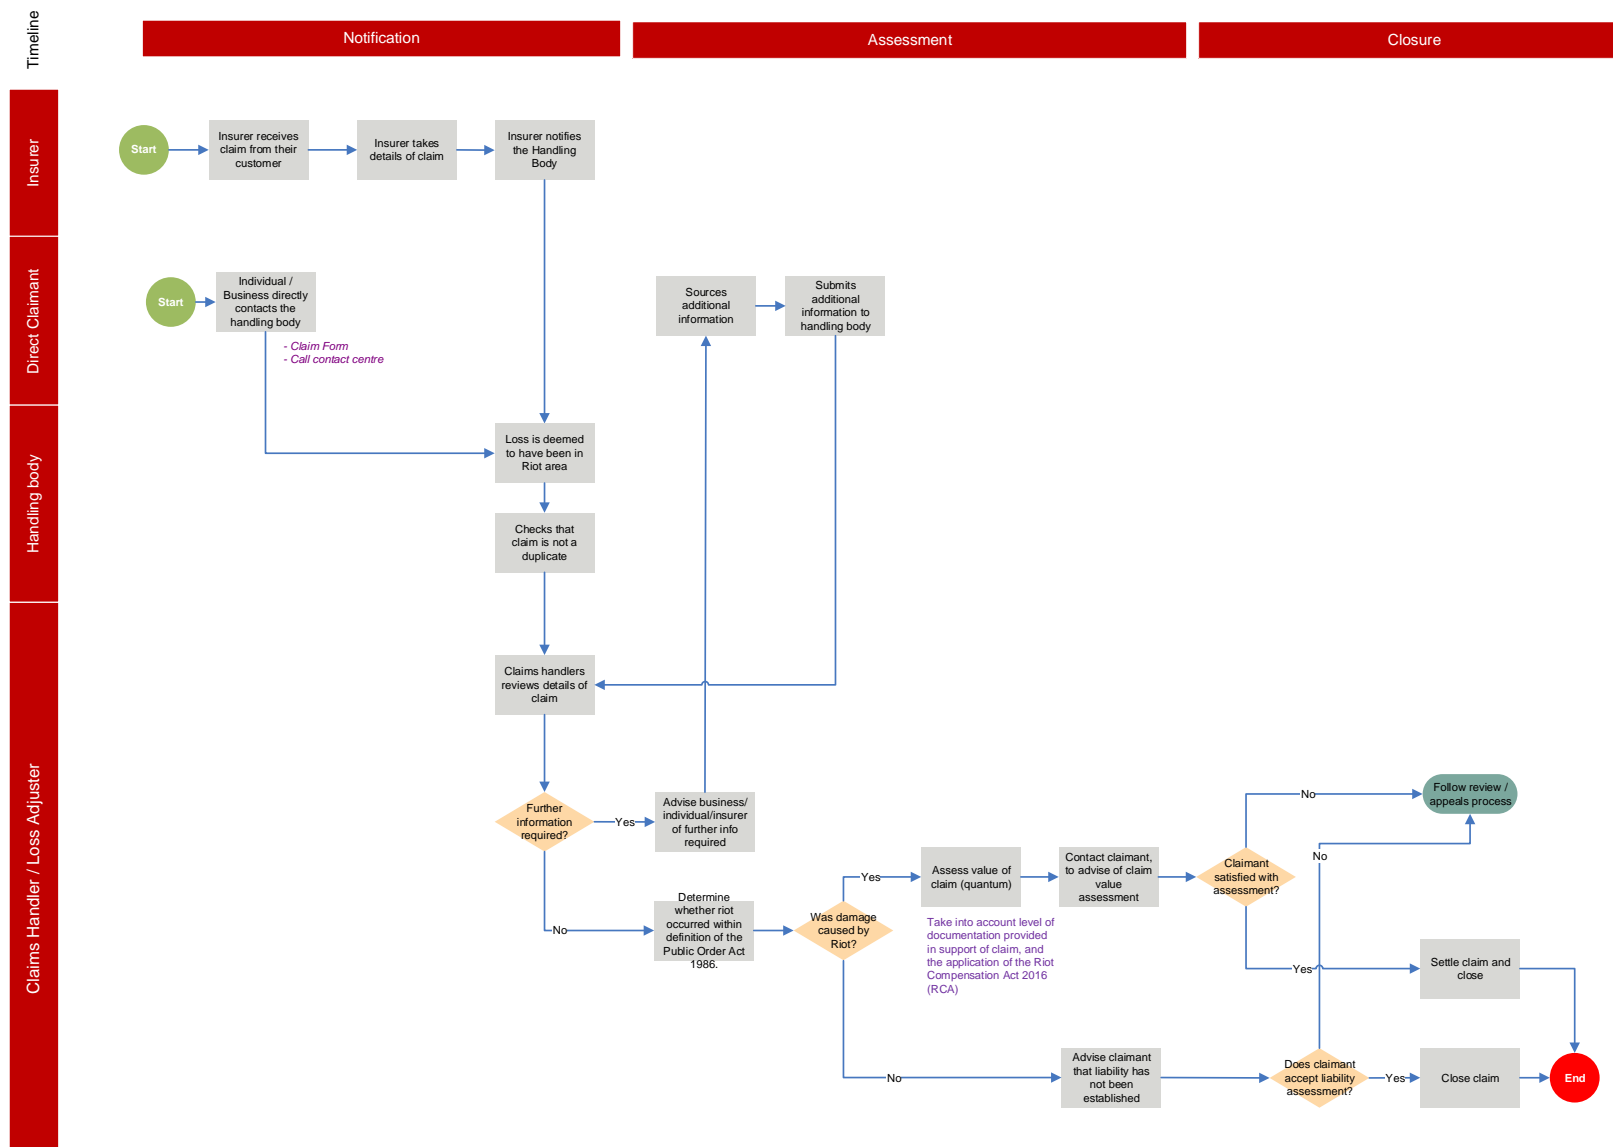 Timeline
Notification
Assessment
Closure
Insurer
Start
Insurer receives
claim from their
customer
Insurer takes
details of claim
Insurer notifies
the Handling
Body
Direct Claimant
Start
Individual /
Business directly
contacts the
handling body
- Claim Form
- Call contact centre
Sources
additional
information
Submits
additional
information to
handling body
Handling body
Loss is deemed
to have been in
Riot area
Checks that
claim is not a
duplicate
Claims Handler / Loss Adjuster
Claims handlers
reviews details of
claim
Further
information
required?
Yes
Advise business/
individual/insurer
of further info
required
No
Determine
whether riot
occurred within
definition of the
Public Order Act
1986.
Was damage
caused by
Riot?
Yes
Assess value of
claim (quantum)
Take into account level of
documentation provided
in support of claim, and
the application of the Riot
Compensation Act 2016
(RCA)
Contact claimant,
to advise of claim
value
assessment
Claimant
satisfied with
assessment?
No
Follow review /
appeals process
No
Yes
Settle claim and
close
No
Advise claimant
that liability has
not been
established
Does claimant
accept liability
assessment?
Yes
Close claim
End